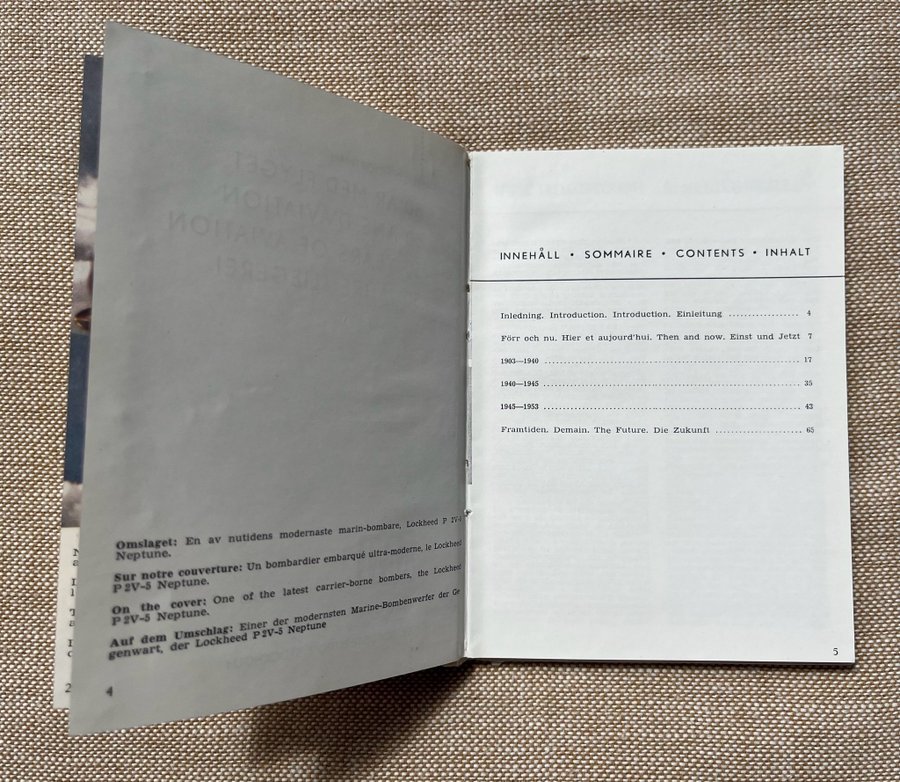 Omslaget: En av nutidens modernaste marin-bombare, Lockheed P 2V-5
Neptune.
Sur notre couverture: Un bombardier embarqué ultra-moderne, le Lockheed
P 2V-5 Neptune.
On the cover: One of the latest carrier-borne bombers, the Lockheed
P 2V-5 Neptune.
Auf dem Umschlag: Einer der modernsten Marine-Bombenwerfer der Ge
genwart, der Lockheed P 2V-5 Neptune
4
INNEHÅLL • SOMMAIRE • CONTENTS • INHALT
Inledning. Introduction. Introduction. Einleitung .................. 4
Förr och nu. Hier et aujourd'hui. Then and now. Einst und Jetzt 7
1903—1940 .................. 17
1940—1945 .................. 35
1945—1953 .................. 43
Framtiden. Demain. The Future. Die Zukunft .................. 65
5